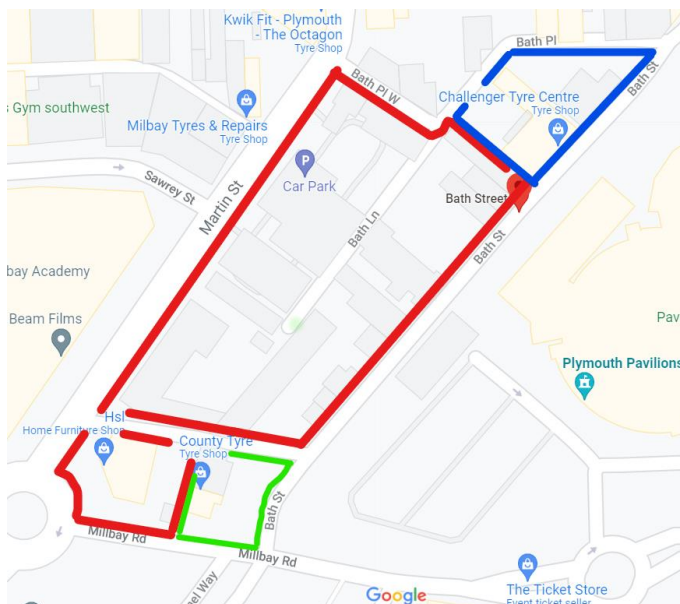 Kwik Fit - Plymouth
- The Octagon
Tyre Shop
Bath Pl
Bath St
Bath Pl W
Challenger Tyre Centre
Tyre Shop
s Gym southwest
Milbay Tyres & Repairs
Tyre Shop
Car Park
Sawrey St
Martin St
Bath Street
Bath Ln
Bath St
bay Academy
Beam Films
Pav
Plymouth Pavilions
Hsl
Home Furniture Shop
County Tyre
Tyre Shop
Bath St
Millbay Rd
Millbay Rd
el Way
The Ticket Store
Event ticket seller
Google